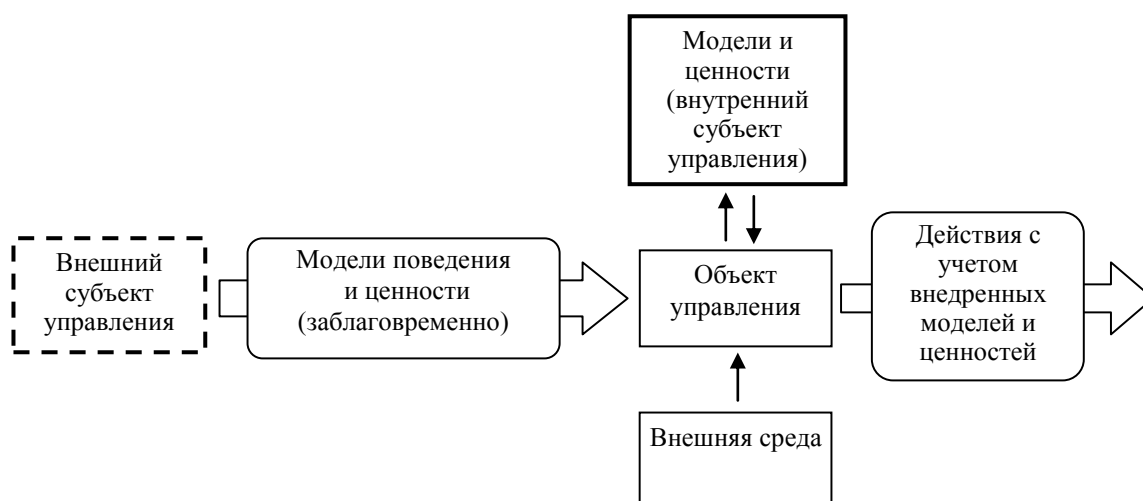 Модели и
ценности
(внутренний
субъект
управления)
Внешний
субъект
управления
Модели поведения
и ценности
(заблаговременно)
Объект
управления
Действия с
учетом
внедренных
моделей и
ценностей
Внешняя среда